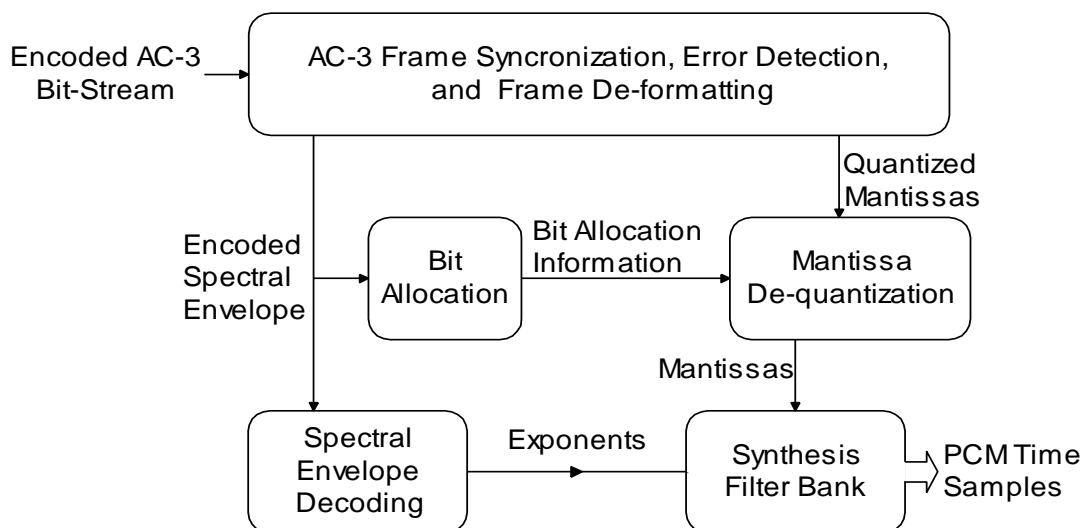 Encoded AC-3
Bit-Stream
AC-3 Frame Syncronization, Error Detection,
and Frame De-formatting
Quantized
Mantissas
Encoded
Spectral
Envelope
Bit
Allocation
Bit Allocation
Information
Mantissa
De-quantization
Mantissas
Spectral
Envelope
Decoding
Exponents
Synthesis
Filter Bank
PCM Time
Samples